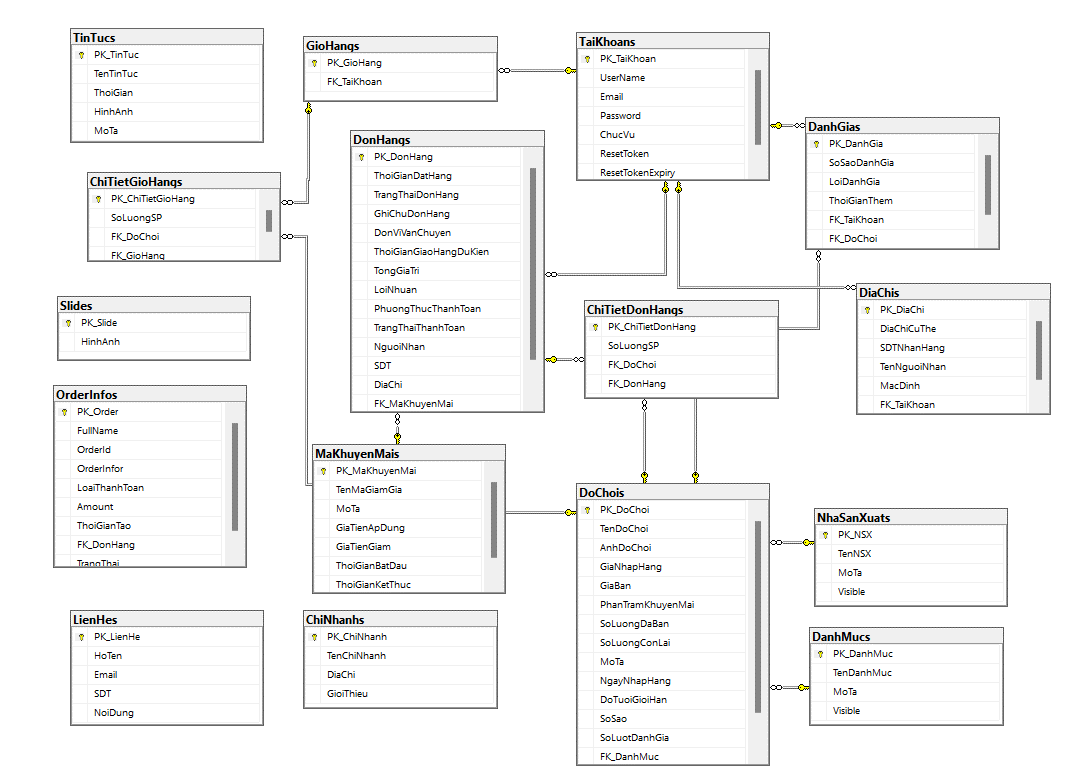 TinTucs
PK_TinTuc
TenTinTuc
ThoiGian
HinhAnh
MoTa
GioHangs
PK_GioHang
FK_TaiKhoan
TaiKhoans
PK_TaiKhoan
UserName
Email
Password
ChucVu
ResetToken
ResetTokenExpiry
DanhGias
PK_DanhGia
SoSaoDanhGia
LoiDanhGia
ThoiGianThem
FK_TaiKhoan
FK_DoChoi
DonHangs
PK_DonHang
ThoiGianDatHang
TrangThaiDonHang
GhiChuDonHang
DonViVanChuyen
ThoiGianGiaoHangDuKien
TongGiaTri
LoiNhuan
PhuongThucThanhToan
TrangThaiThanhToan
NguoiNhan
SDT
DiaChi
FK_MaKhuyenMai
ChiTietGioHangs
PK_ChiTietGioHang
SoLuongSP
FK_DoChoi
FK_GioHang
Slides
PK_Slide
HinhAnh
ChiTietDonHangs
PK_ChiTietDonHang
SoLuongSP
FK_DoChoi
FK_DonHang
DiaChis
PK_DiaChi
DiaChiCuThe
SDTNhanHang
TenNguoiNhan
MacDinh
FK_TaiKhoan
OrderInfos
PK_Order
FullName
OrderId
OrderInfor
LoaiThanhToan
Amount
ThoiGianTao
FK_DonHang
TrangThai
MaKhuyenMais
PK_MaKhuyenMai
TenMaGiamGia
MoTa
GiaTienApDung
GiaTienGiam
ThoiGianBatDau
ThoiGianKetThuc
DoChois
PK_DoChoi
TenDoChoi
AnhDoChoi
GiaNhapHang
GiaBan
PhanTramKhuyenMai
SoLuongDaBan
SoLuongConLai
MoTa
NgayNhapHang
DoTuoiGioiHan
SoSao
SoLuotDanhGia
FK_DanhMuc
NhaSanXuats
PK_NSX
TenNSX
MoTa
Visible
LienHes
PK_LienHe
HoTen
Email
SDT
NoiDung
ChiNhanhs
PK_ChiNhanh
TenChiNhanh
DiaChi
GioiThieu
DanhMucs
PK_DanhMuc
TenDanhMuc
MoTa
Visible